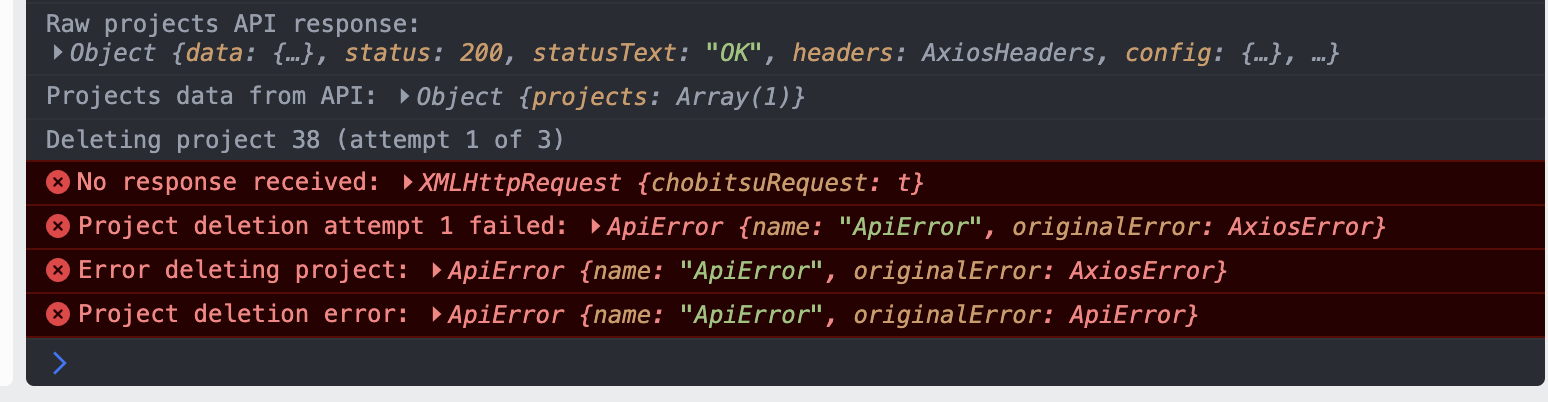 Raw projects API response:
▶Object {data: {…}, status: 200, statusText: "OK", headers: AxiosHeaders, config: {…}, …}
Projects data from API: ▶Object {projects: Array(1)}
Deleting project 38 (attempt 1 of 3)
No response received: ▶XMLHttpRequest {chobitsuRequest: t}
Project deletion attempt 1 failed: ▶ApiError {name: "ApiError", originalError: AxiosError}
Error deleting project: ▶ApiError {name: "ApiError", originalError: AxiosError}
Project deletion error: ▶ApiError {name: "ApiError", originalError: ApiError}